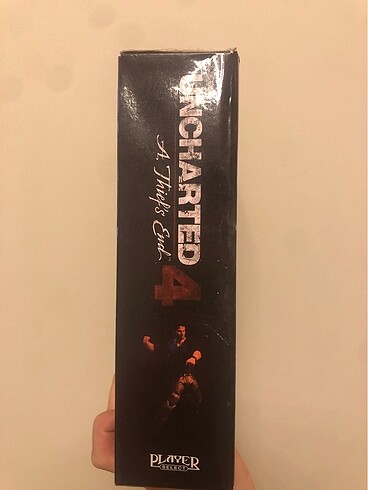 UNCHARTED
A Thief's End
4
PLAYER
SELECT